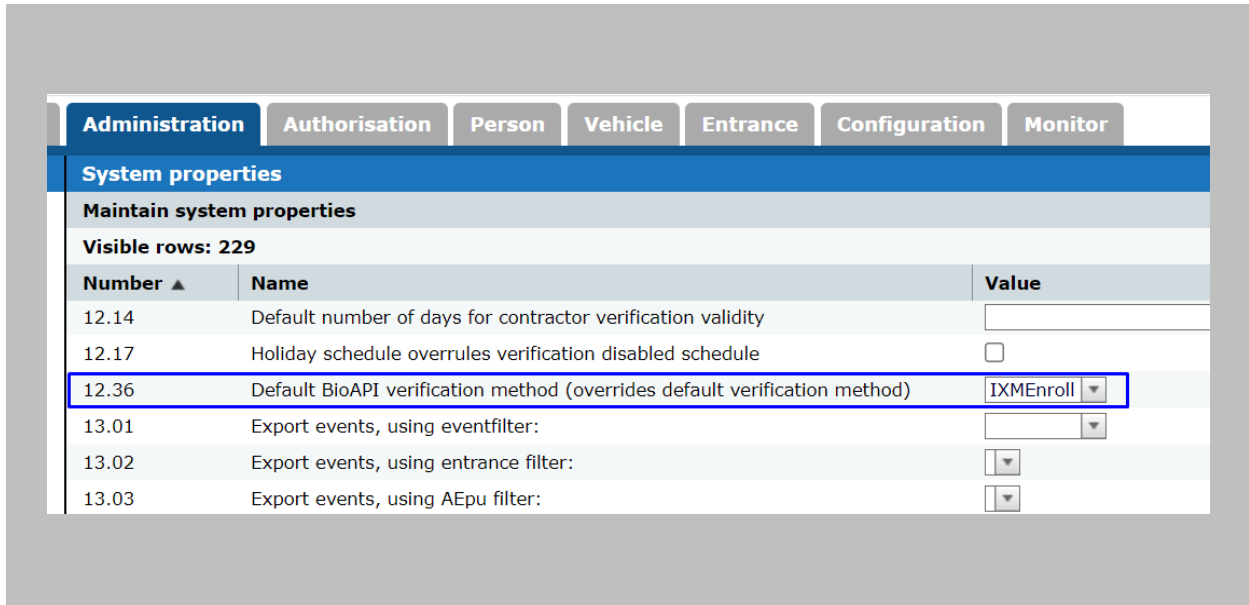 Administration Authorisation Person Vehicle Entrance Configuration Monitor
System properties
Maintain system properties
Visible rows: 229
Number ▲ Name Value
12.14 Default number of days for contractor verification validity
12.17 Holiday schedule overrules verification disabled schedule
12.36 Default BioAPI verification method (overrides default verification method) IXMEnroll
13.01 Export events, using eventfilter:
13.02 Export events, using entrance filter:
13.03 Export events, using AEpu filter: